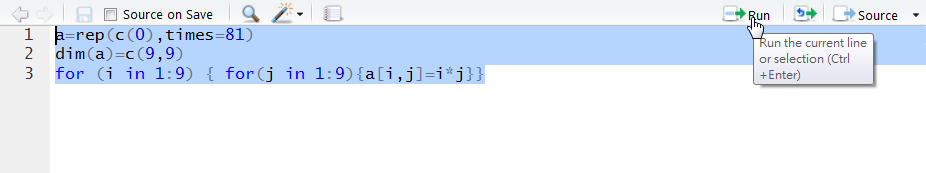 Source on Save
Run
Source
1 a=rep(c(0),times=81)
2 dim(a)=c(9,9)
3 for (i in 1:9) { for(j in 1:9){a[i,j]=i*j}}
Run the current line
or selection (Ctrl
+Enter)